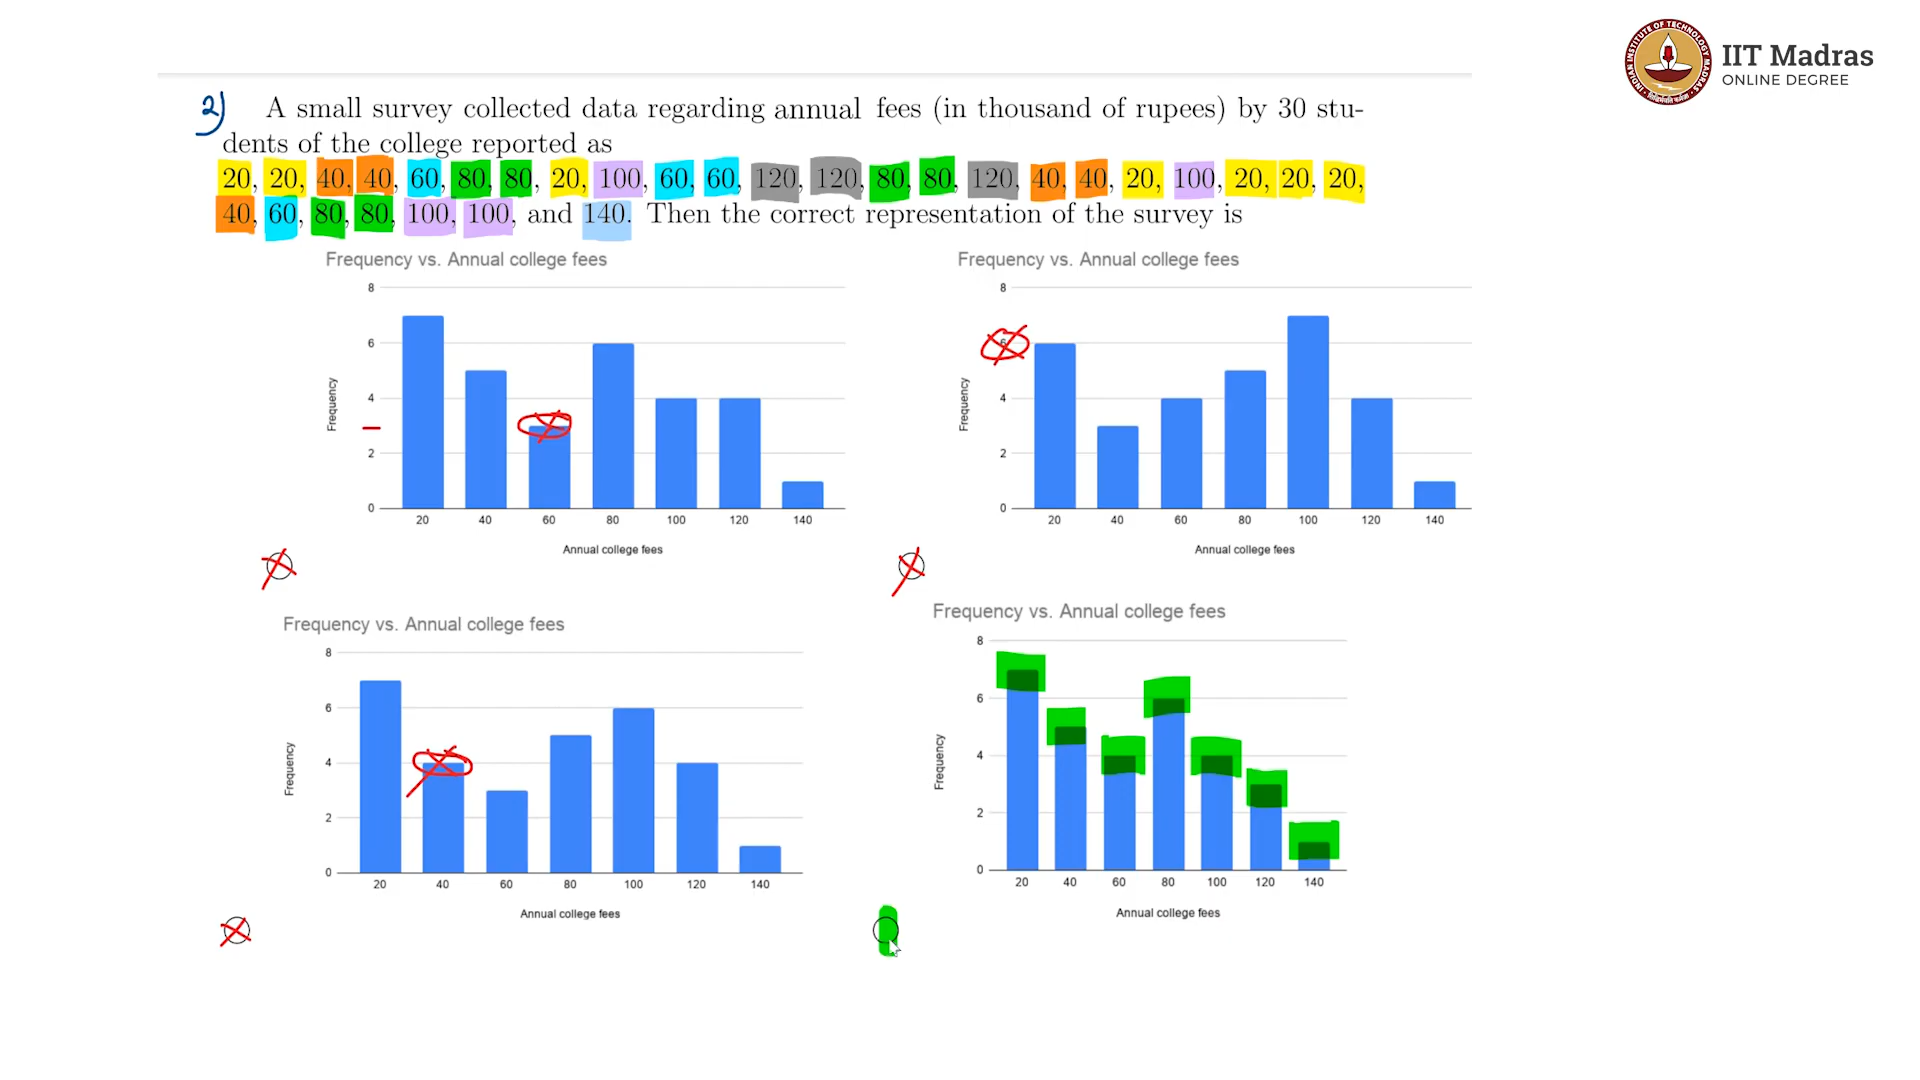 IIT Madras
ONLINE DEGREE
2) A small survey collected data regarding annual fees (in thousand of rupees) by 30 stu-
dents of the college reported as
20, 20, 40, 40, 60, 80, 80, 20, 100, 60, 60, 120, 120, 80, 80, 120, 40, 40, 20, 100, 20, 20, 20,
40, 60, 80, 80, 100, 100, and 140. Then the correct representation of the survey is
Frequency vs. Annual college fees
8
6
4
2
0
Frequency
20 40 60 80 100 120 140
Annual college fees
Frequency vs. Annual college fees
8
6
4
2
0
Frequency
20 40 60 80 100 120 140
Annual college fees
Frequency vs. Annual college fees
8
6
4
2
0
Frequency
20 40 60 80 100 120 140
Annual college fees
Frequency vs. Annual college fees
8
6
4
2
0
Frequency
20 40 60 80 100 120 140
Annual college fees